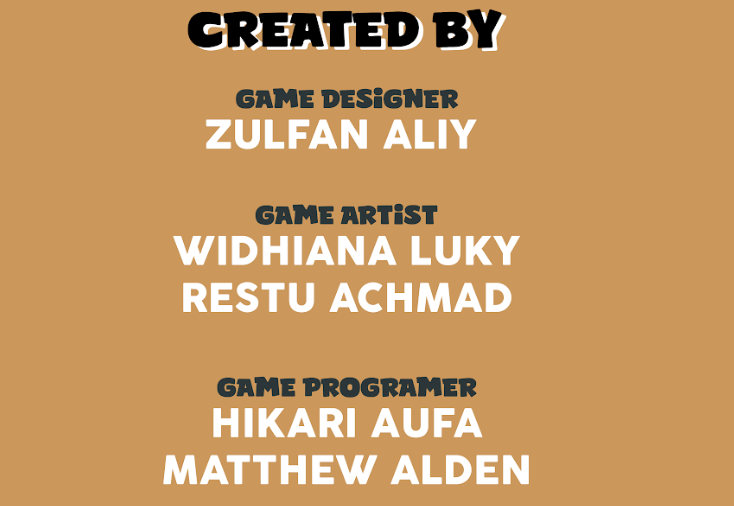 CREATED BY
GAME DESiGNER
ZULFAN ALIY
GAME ARTiST
WIDHIANA LUKY
RESTU ACHMAD
GAME PROGRAMER
HIKARI AUFA
MATTHEW ALDEN